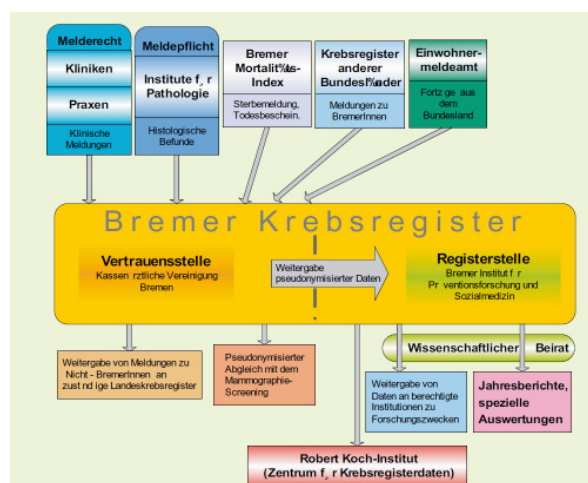 Melderecht
Kliniken
Praxen
Klinische
Meldungen
Meldepflicht
Institute f¸ r
Pathologie
Histologische
Befunde
Bremer
Mortalit‰ts-
Index
Sterbemeldung,
Todesbeschein.
Krebsregister
anderer
Bundesl‰nder
Meldungen zu
BremerInnen
Einwohner-
meldeamt
Fortz ge aus
dem
Bundesland
Bremer Krebsregister
Vertrauensstelle
Kassen rztliche Vereinigung
Bremen
Weitergabe
pseudonymisierter Daten
Registerstelle
Bremer Institut f r
Pr ventionsforschung und
Sozialmedizin
Wissenschaftlicher Beirat
Weitergabe von Meldungen zu
Nicht - BremerInnen an
zust nd ige Landeskrebsregister
Pseudonymisierter
Abgleich mit dem
Mammographie-
Screening
Weitergabe von
Daten an berechtigte
Institutionen zu
Forschungszwecken
Jahresberichte,
spezielle
Auswertungen
Robert Koch-Institut
(Zentrum f¸ r Krebsregisterdaten)